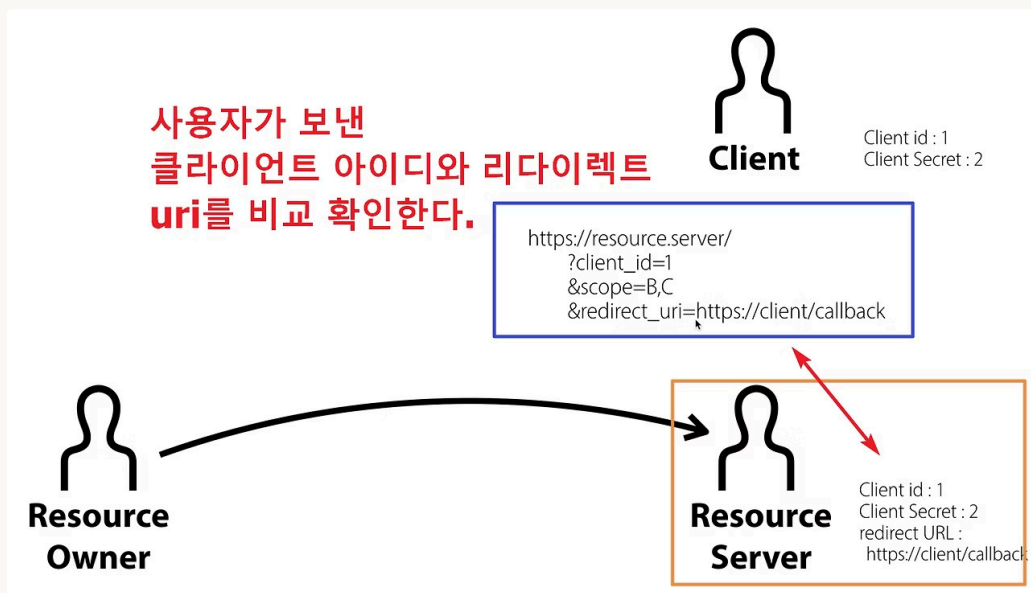 사용자가 보낸
클라이언트 아이디와 리다이렉트
uri를 비교 확인한다.
Client
Client id : 1
Client Secret : 2
https://resource.server/
?client_id=1
&scope=B,C
&redirect_uri=https://client/callback
Resource
Owner
Resource
Server
Client id : 1
Client Secret : 2
redirect URL :
https://client/callback